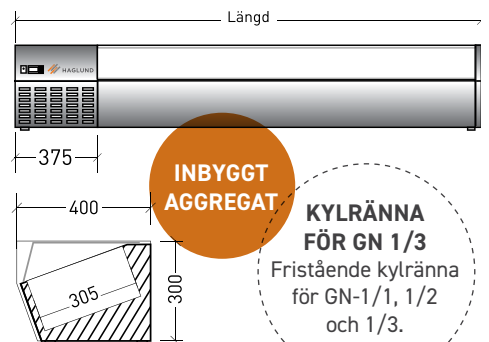 Längd
HAGLUND
375
INBYGGT
AGGREGAT
400
305
300
KYLRÄNNA
FÖR GN 1/3
Fristående kylränna
för GN-1/1, 1/2
och 1/3.